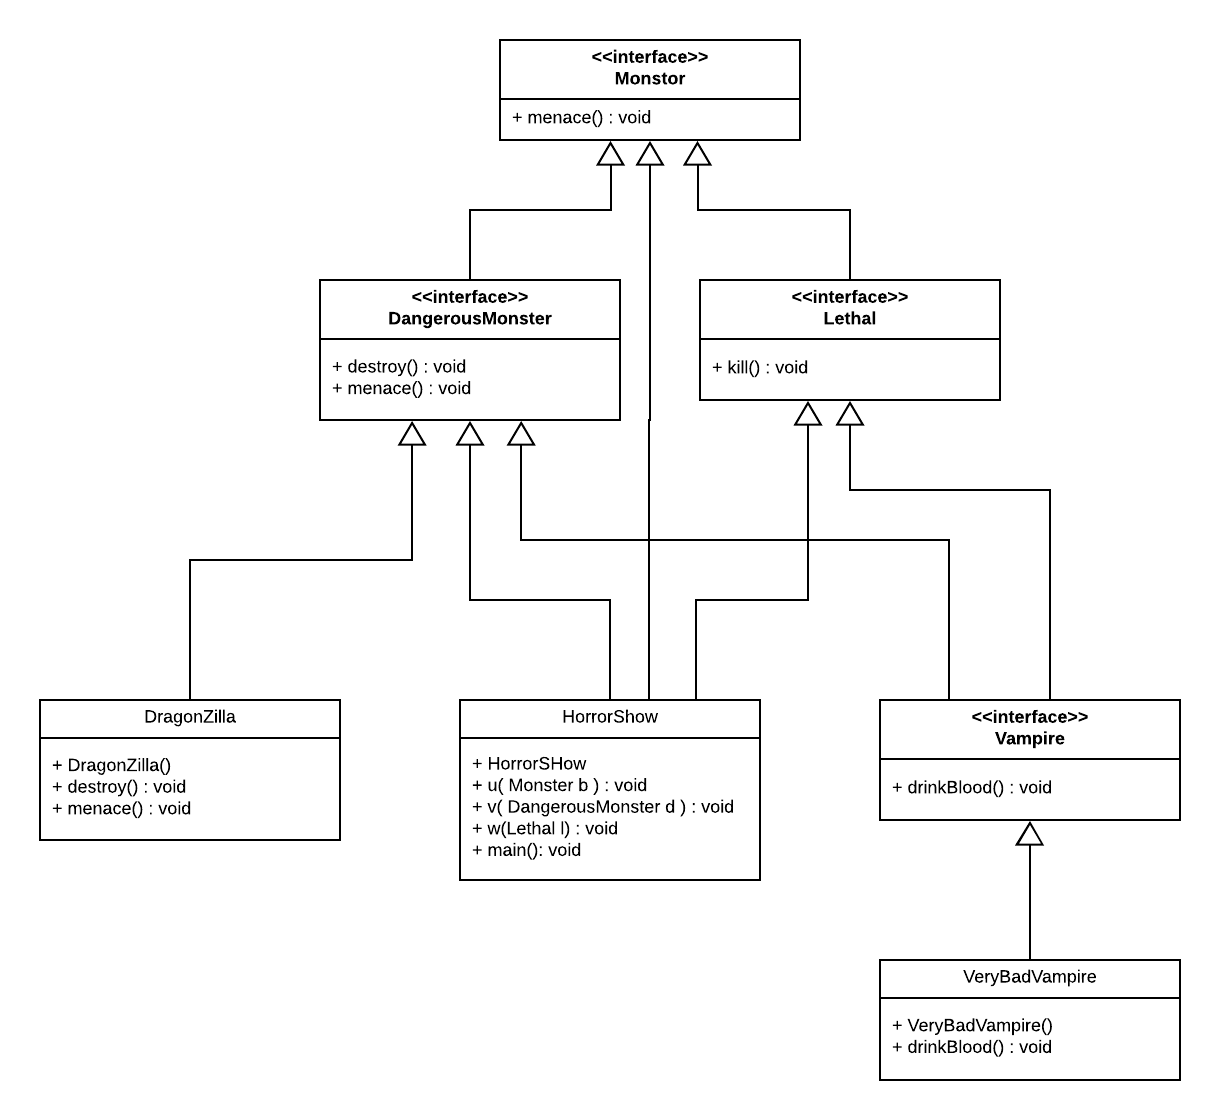 <<interface>>
Monstor
+ menace() : void
<<interface>>
DangerousMonster
+ destroy() : void
+ menace() : void
<<interface>>
Lethal
+ kill() : void
DragonZilla
+ DragonZilla()
+ destroy() : void
+ menace() : void
HorrorShow
+ HorrorSHow
+ u( Monster b ) : void
+ v( DangerousMonster d ) : void
+ w(Lethal l) : void
+ main(): void
<<interface>>
Vampire
+ drinkBlood() : void
VeryBadVampire
+ VeryBadVampire()
+ drinkBlood() : void